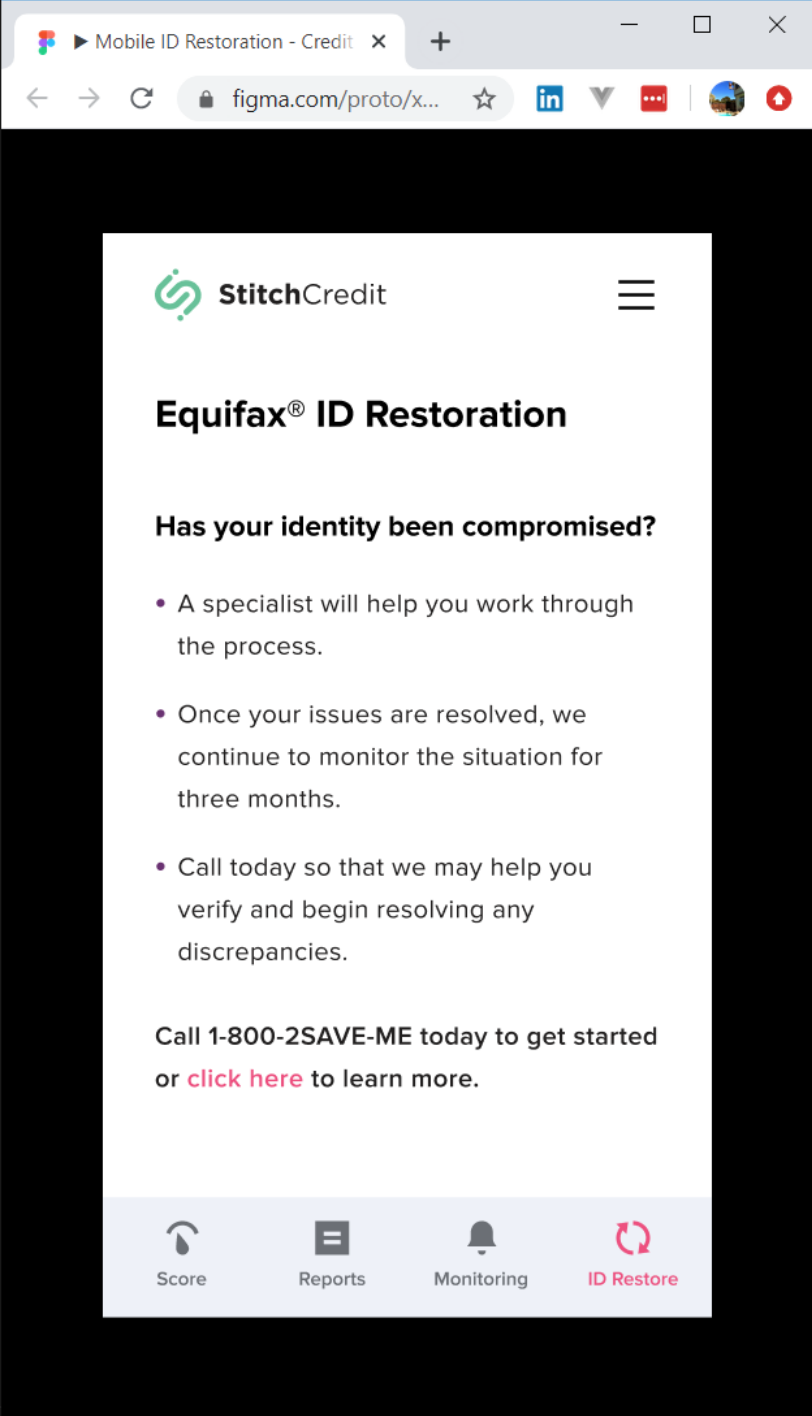 Mobile ID Restoration - Credit
figma.com/proto/x...
in
StitchCredit
Equifax® ID Restoration
Has your identity been compromised?
• A specialist will help you work through
the process.
• Once your issues are resolved, we
continue to monitor the situation for
three months.
• Call today so that we may help you
verify and begin resolving any
discrepancies.
Call 1-800-2SAVE-ME today to get started
or click here to learn more.
Score Reports Monitoring ID Restore